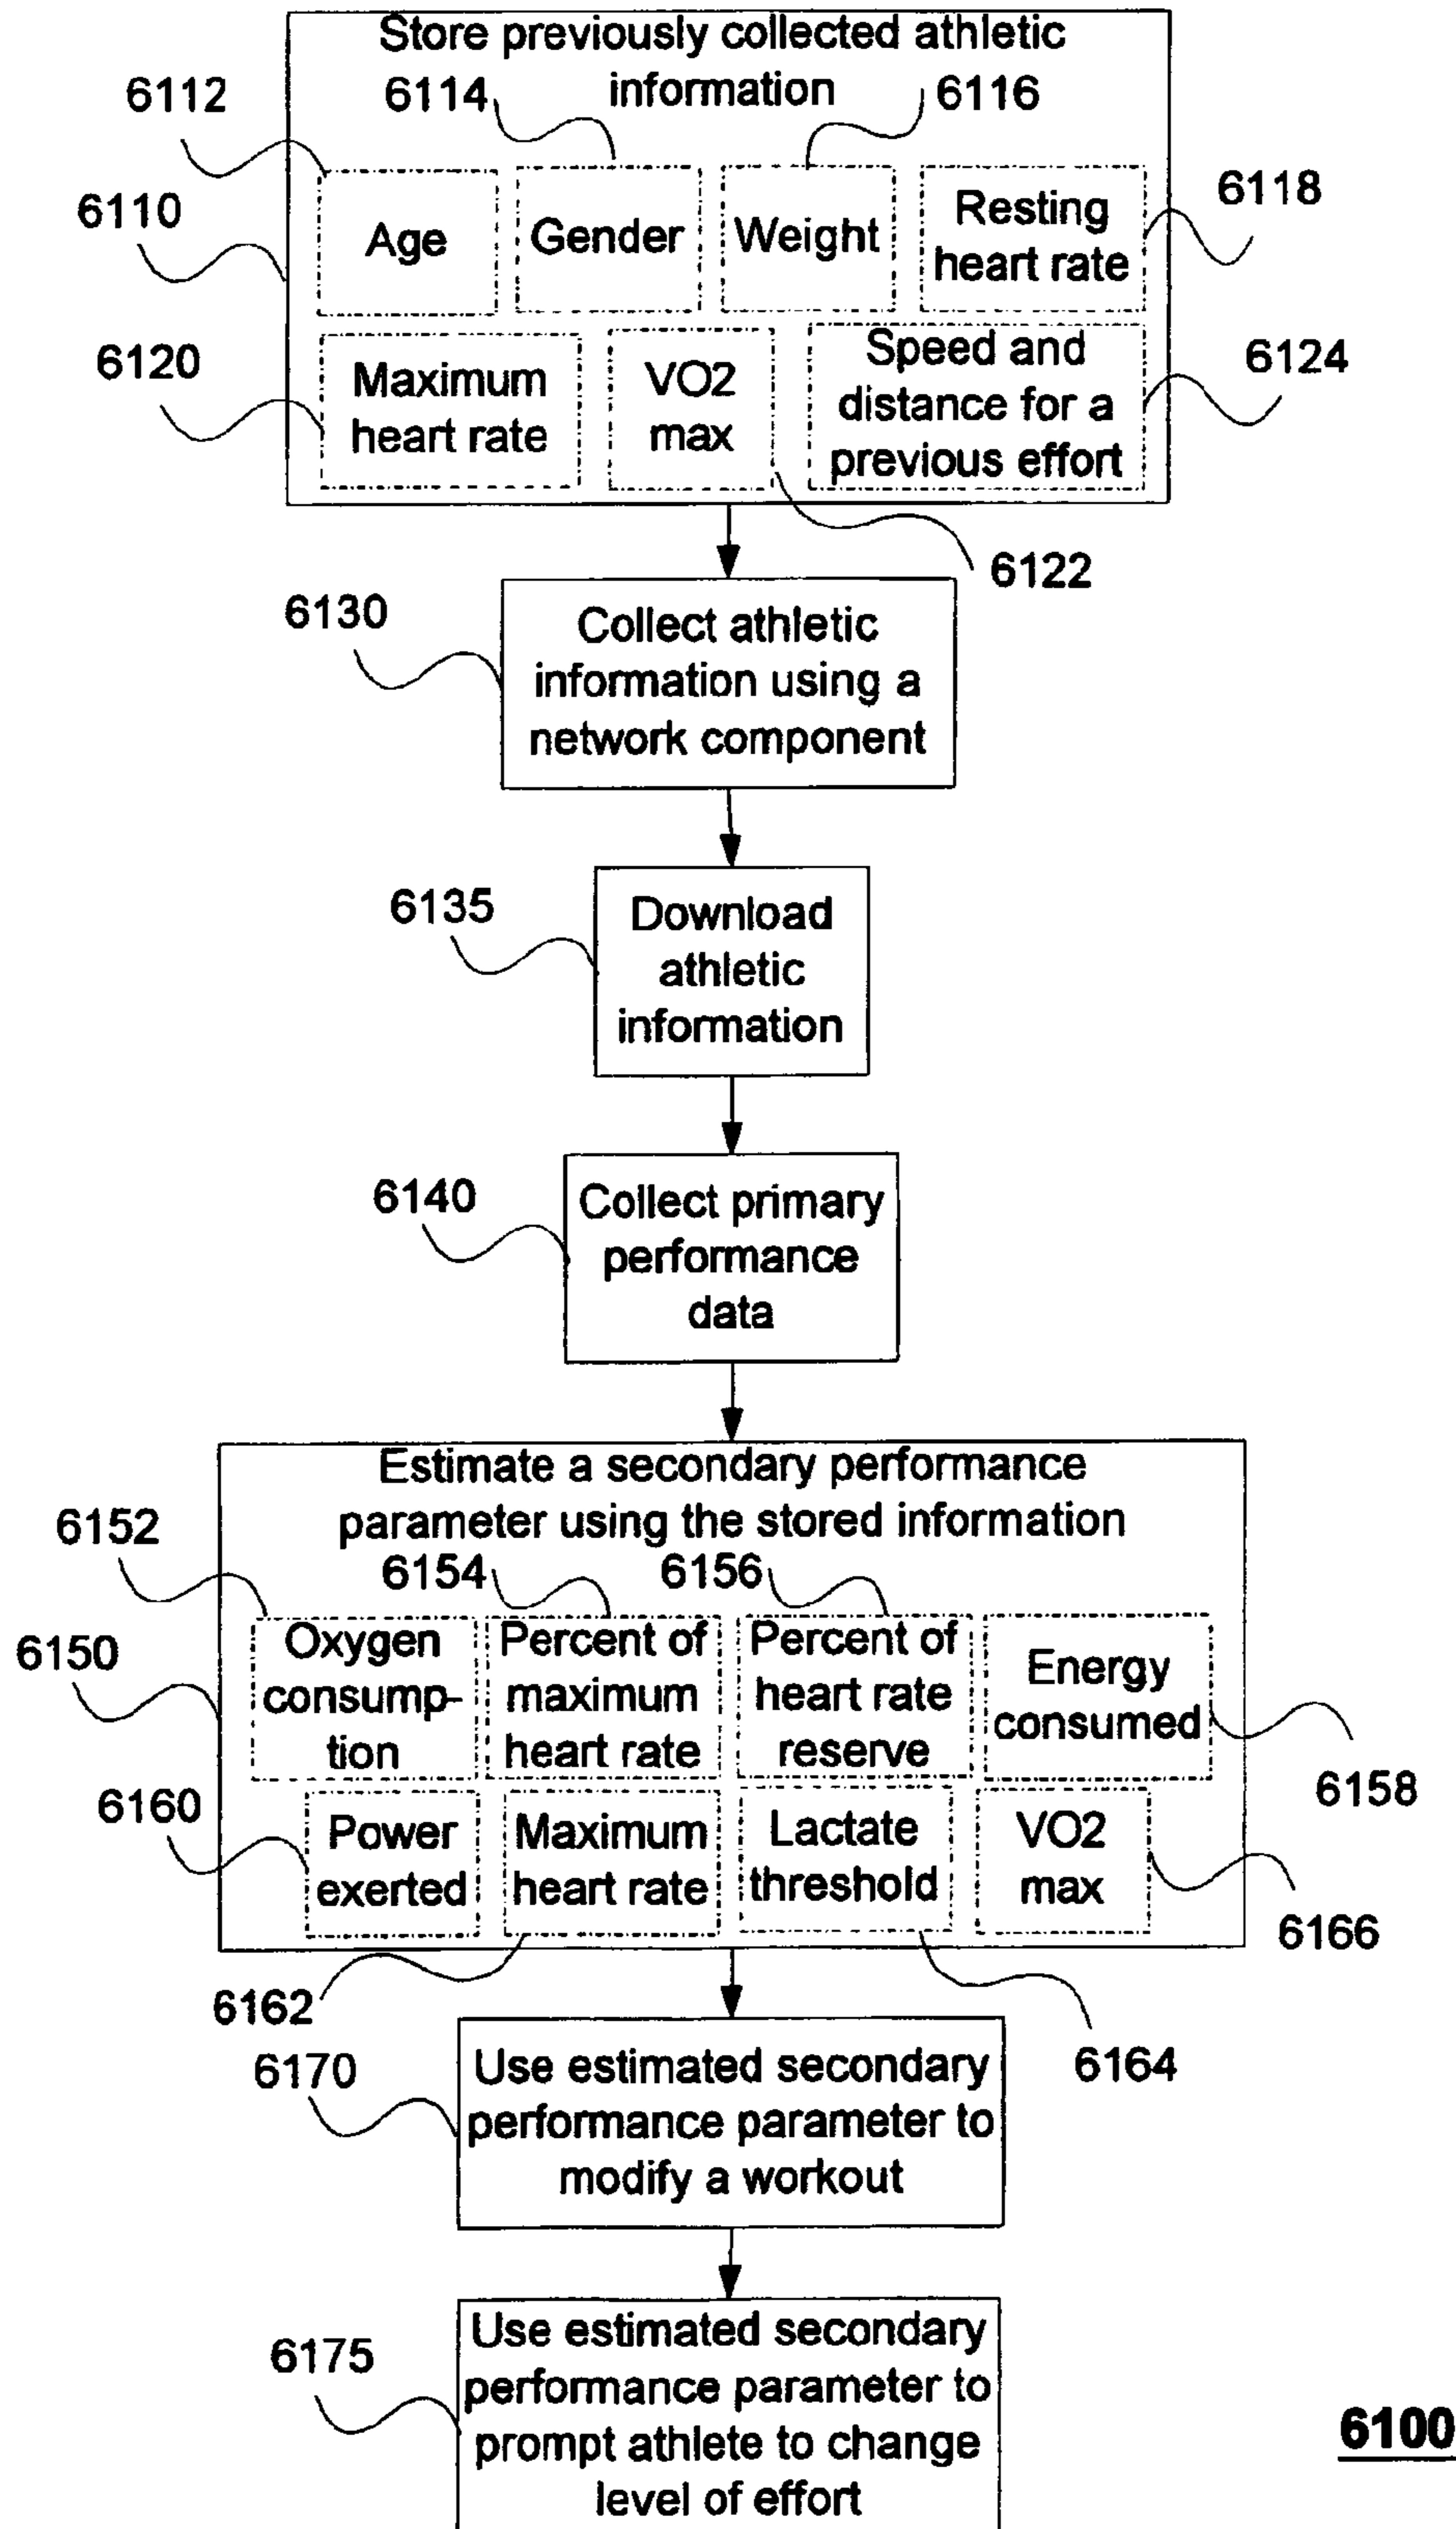 Store previously collected athletic
information
6112
6114
6116
6110
Age
Gender
Weight
Resting
heart rate
6118
6120
Maximum
heart rate
VO2
max
Speed and
distance for a
previous effort
6124
6122
6130
Collect athletic
information using a
network component
6135
Download
athletic
information
6140
Collect primary
performance
data
Estimate a secondary performance
parameter using the stored information
6152
6154
6156
6150
Oxygen
consump-
tion
Percent of
maximum
heart rate
Percent of
heart rate
reserve
Energy
consumed
6158
6160
Power
exerted
Maximum
heart rate
Lactate
threshold
VO2
max
6166
6162
6164
6170
Use estimated secondary
performance parameter to
modify a workout
6175
Use estimated secondary
performance parameter to
prompt athlete to change
level of effort
6100